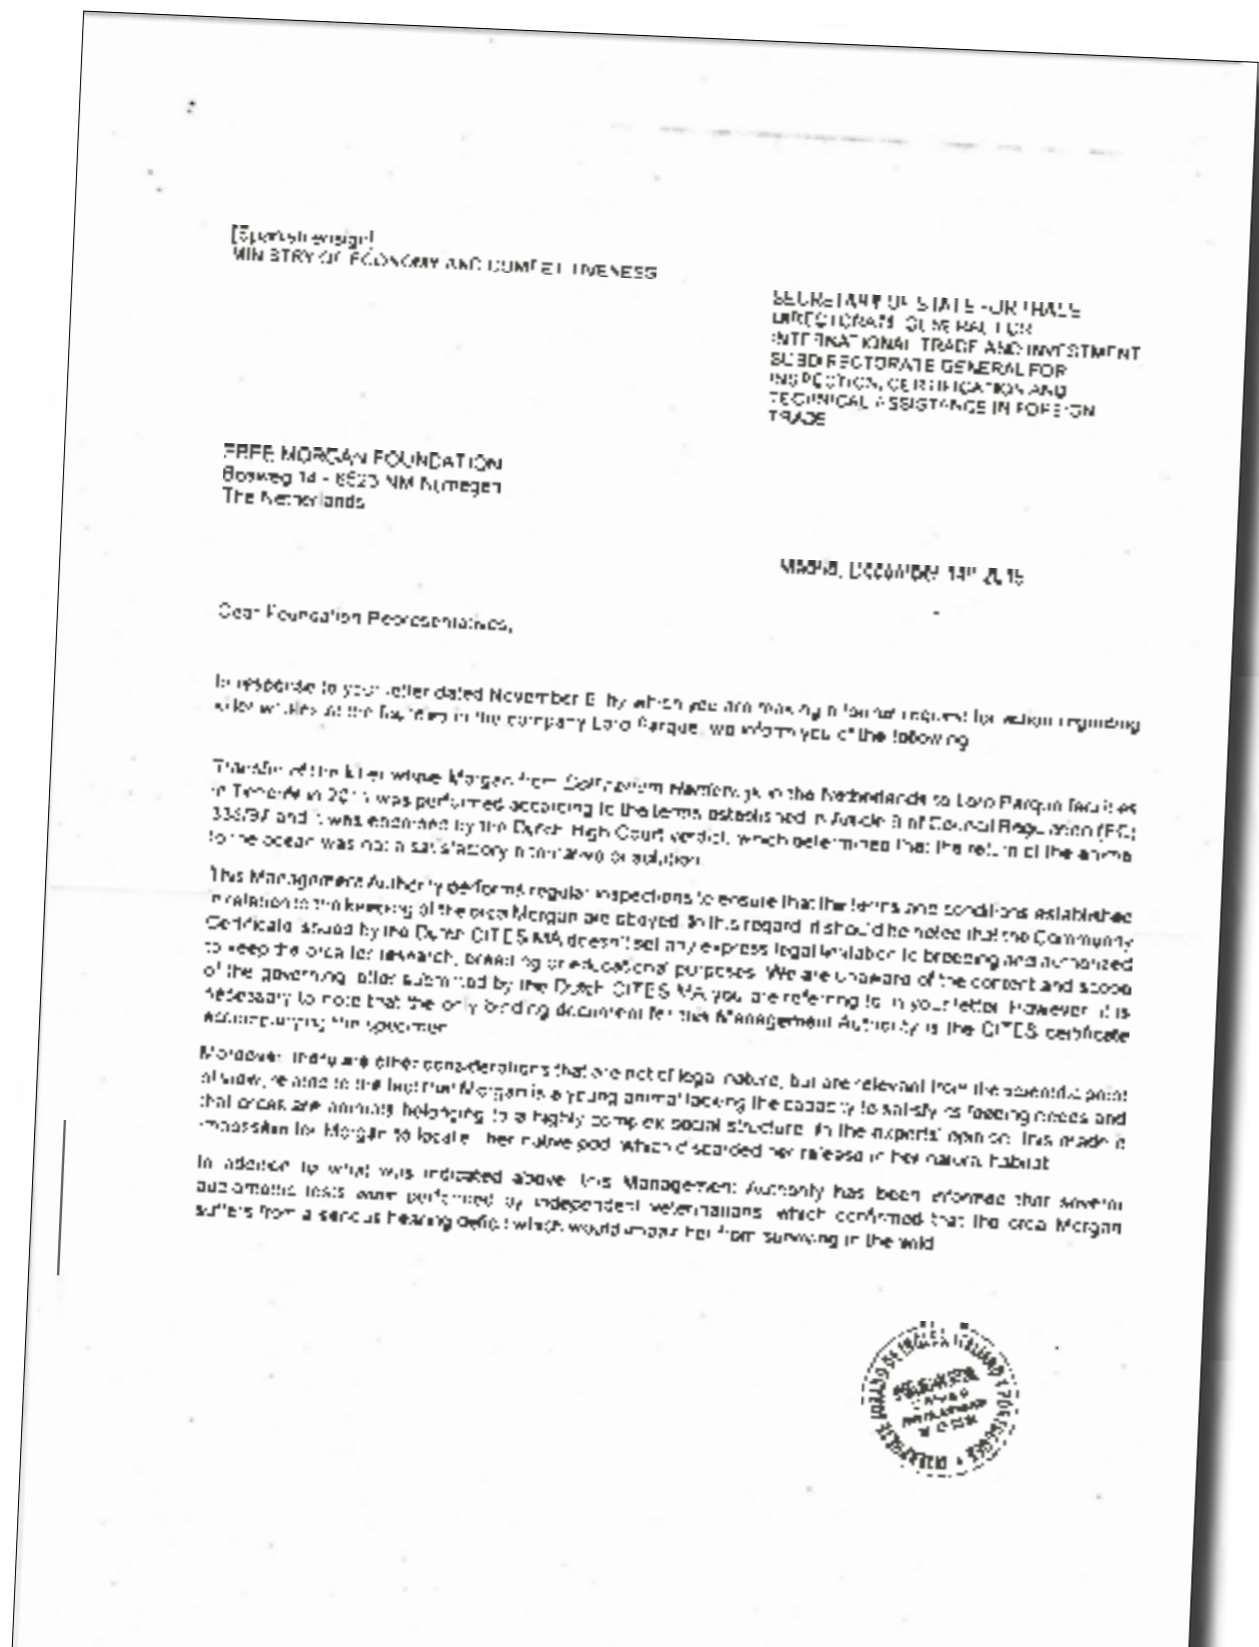 [Spanish ensign]
MINISTRY OF ECONOMY AND COMPETITIVENESS
SECRETARY OF STATE FOR TRADE
DIRECTORATE GENERAL FOR
INTERNATIONAL TRADE AND INVESTMENT
SUBDIRECTORATE GENERAL FOR
INSPECTION, CERTIFICATION AND
TECHNICAL ASSISTANCE IN FOREIGN
TRADE
FREE MORGAN FOUNDATION
Bosweg 14 - 6523 NM Nijmegen
The Netherlands
Madrid, December 14th 2015
Dear Foundation Representatives,
In response to your letter dated November 6, by which you are making a formal request for action regarding
killer whales at the facilities in the company Loro Parque, we inform you of the following
Transfer of the killer whale Morgan from Dolfinarium Harderwijk in the Netherlands to Loro Parque facilities
in Tenerife in 2011 was performed according to the terms established in Article 8 of Council Regulation (EC)
338/97 and it was endorsed by the Dutch High Court verdict, which determined that the return of the animal
to the ocean was not a satisfactory alternative or solution.
This Management Authority performs regular inspections to ensure that the terms and conditions established
in relation to the keeping of the orca Morgan are obeyed. In this regard it should be noted that the Community
Certificate issued by the Dutch CITES MA doesn't set any express legal limitation to breeding and authorized
to keep the orca for research, breeding or educational purposes. We are unaware of the content and scope
of the governing letter submitted by the Dutch CITES MA you are referring to in your letter. However, it is
necessary to note that the only binding document for this Management Authority is the CITES certificate
accompanying the specimen.
Moreover, there are other considerations that are not of legal nature, but are relevant from the scientific point
of view, related to the fact that Morgan is a young animal lacking the capacity to satisfy its feeding needs and
that orcas are animals belonging to a highly complex social structure. In the experts' opinion, this made it
impossible for Morgan to locate her native pod, which discarded her release in her natural habitat.
In addition to what was indicated above, this Management Authority has been informed that several
audiometric tests were performed by independent veterinarians, which confirmed that the orca Morgan
suffers from a serious hearing deficit which would impair her from surviving in the wild
INTÉRPRETE JURADO DE INGLÉS, ITALIANO Y PORTUGUÉS